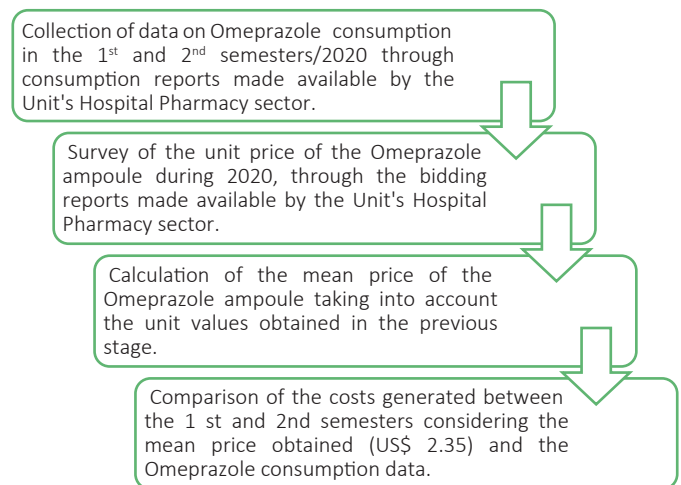 Collection of data on Omeprazole consumption
in the 1st and 2nd semesters/2020 through
consumption reports made available by the
Unit's Hospital Pharmacy sector.
Survey of the unit price of the Omeprazole
ampoule during 2020, through the bidding
reports made available by the Unit's Hospital
Pharmacy sector.
Calculation of the mean price of the
Omeprazole ampoule taking into account
the unit values obtained in the previous
stage.
Comparison of the costs generated between
the 1 st and 2nd semesters considering the
mean price obtained (US$ 2.35) and the
Omeprazole consumption data.